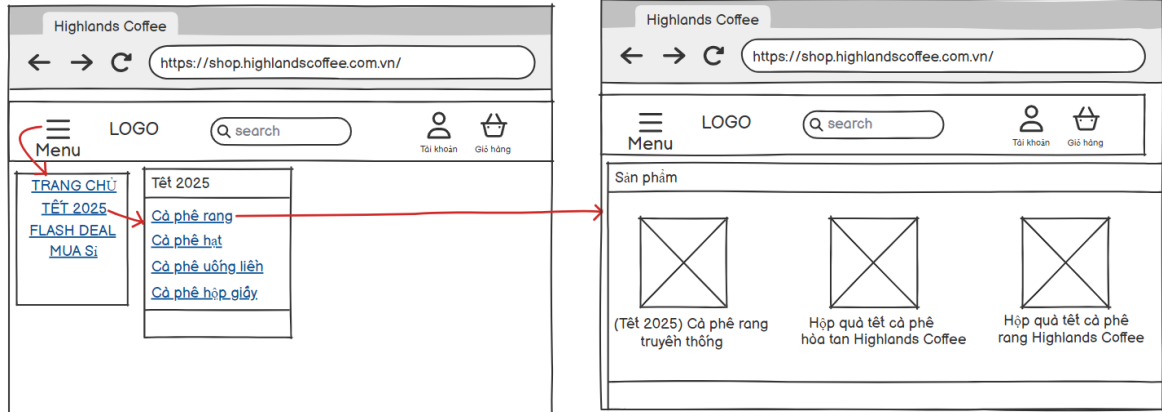 Highlands Coffee
https://shop.highlandscoffee.com.vn/
LOGO
search
Menu
Tài khoản
Giỏ hàng
TRANG CHỦ
TẾT 2025
FLASH DEAL
MUA Sỉ
Tết 2025
Cà phê rang
Cà phê hạt
Cà phê uống liền
Cà phê hộp giấy
Highlands Coffee
https://shop.highlandscoffee.com.vn/
LOGO
search
Menu
Tài khoản
Giỏ hàng
Sản phẩm
(Tết 2025) Cà phê rang
truyền thống
Hộp quà tết cà phê
hòa tan Highlands Coffee
Hộp quà tết cà phê
rang Highlands Coffee